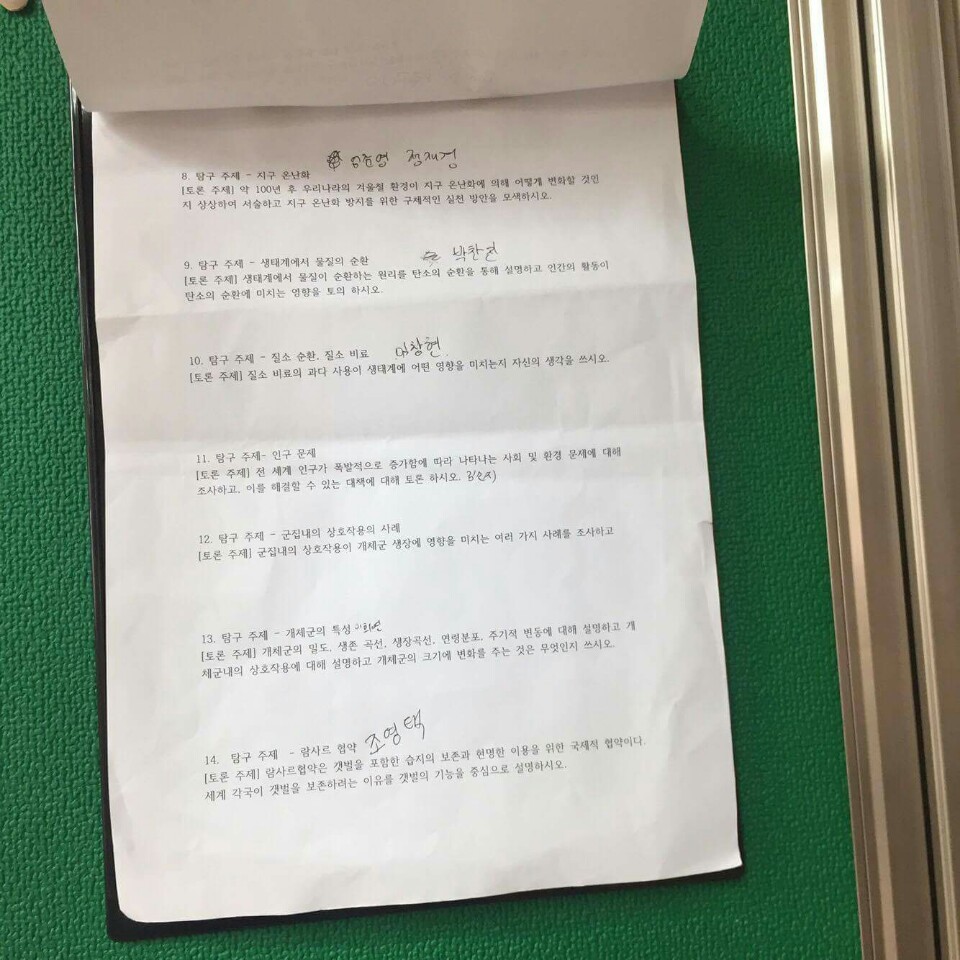 정재경
8. 탐구 주제 - 지구 온난화
[토론 주제] 약 100년 후 우리나라의 겨울철 환경이 지구 온난화에 의해 어떻게 변화할 것인
지 상상하여 서술하고 지구 온난화 방지를 위한 구체적인 실천 방안을 모색하시오.
9. 탐구 주제 - 생태계에서 물질의 순환 박찬연
[토론 주제] 생태계에서 물질이 순환하는 원리를 탄소의 순환을 통해 설명하고 인간의 활동이
탄소의 순환에 미치는 영향을 토의 하시오.
10. 탐구 주제 - 질소 순환, 질소 비료 임창현
[토론 주제] 질소 비료의 과다 사용이 생태계에 어떤 영향을 미치는지 자신의 생각을 쓰시오.
11. 탐구 주제- 인구 문제
[토론 주제] 전 세계 인구가 폭발적으로 증가함에 따라 나타나는 사회 및 환경 문제에 대해
조사하고, 이를 해결할 수 있는 대책에 대해 토론 하시오.
12. 탐구 주제 - 군집내의 상호작용의 사례
[토론 주제] 군집내의 상호작용이 개체군 생장에 영향을 미치는 여러 가지 사례를 조사하고
13. 탐구 주제 - 개체군의 특성
[토론 주제] 개체군의 밀도, 생존 곡선, 생장곡선, 연령분포, 주기적 변동에 대해 설명하고 개
체군내의 상호작용에 대해 설명하고 개체군의 크기에 변화를 주는 것은 무엇인지 쓰시오.
14. 탐구 주제 - 람사르 협약 조영택
[토론 주제] 람사르협약은 갯벌을 포함한 습지의 보존과 현명한 이용을 위한 국제적 협약이다.
세계 각국이 갯벌을 보존하려는 이유를 갯벌의 기능을 중심으로 설명하시오.